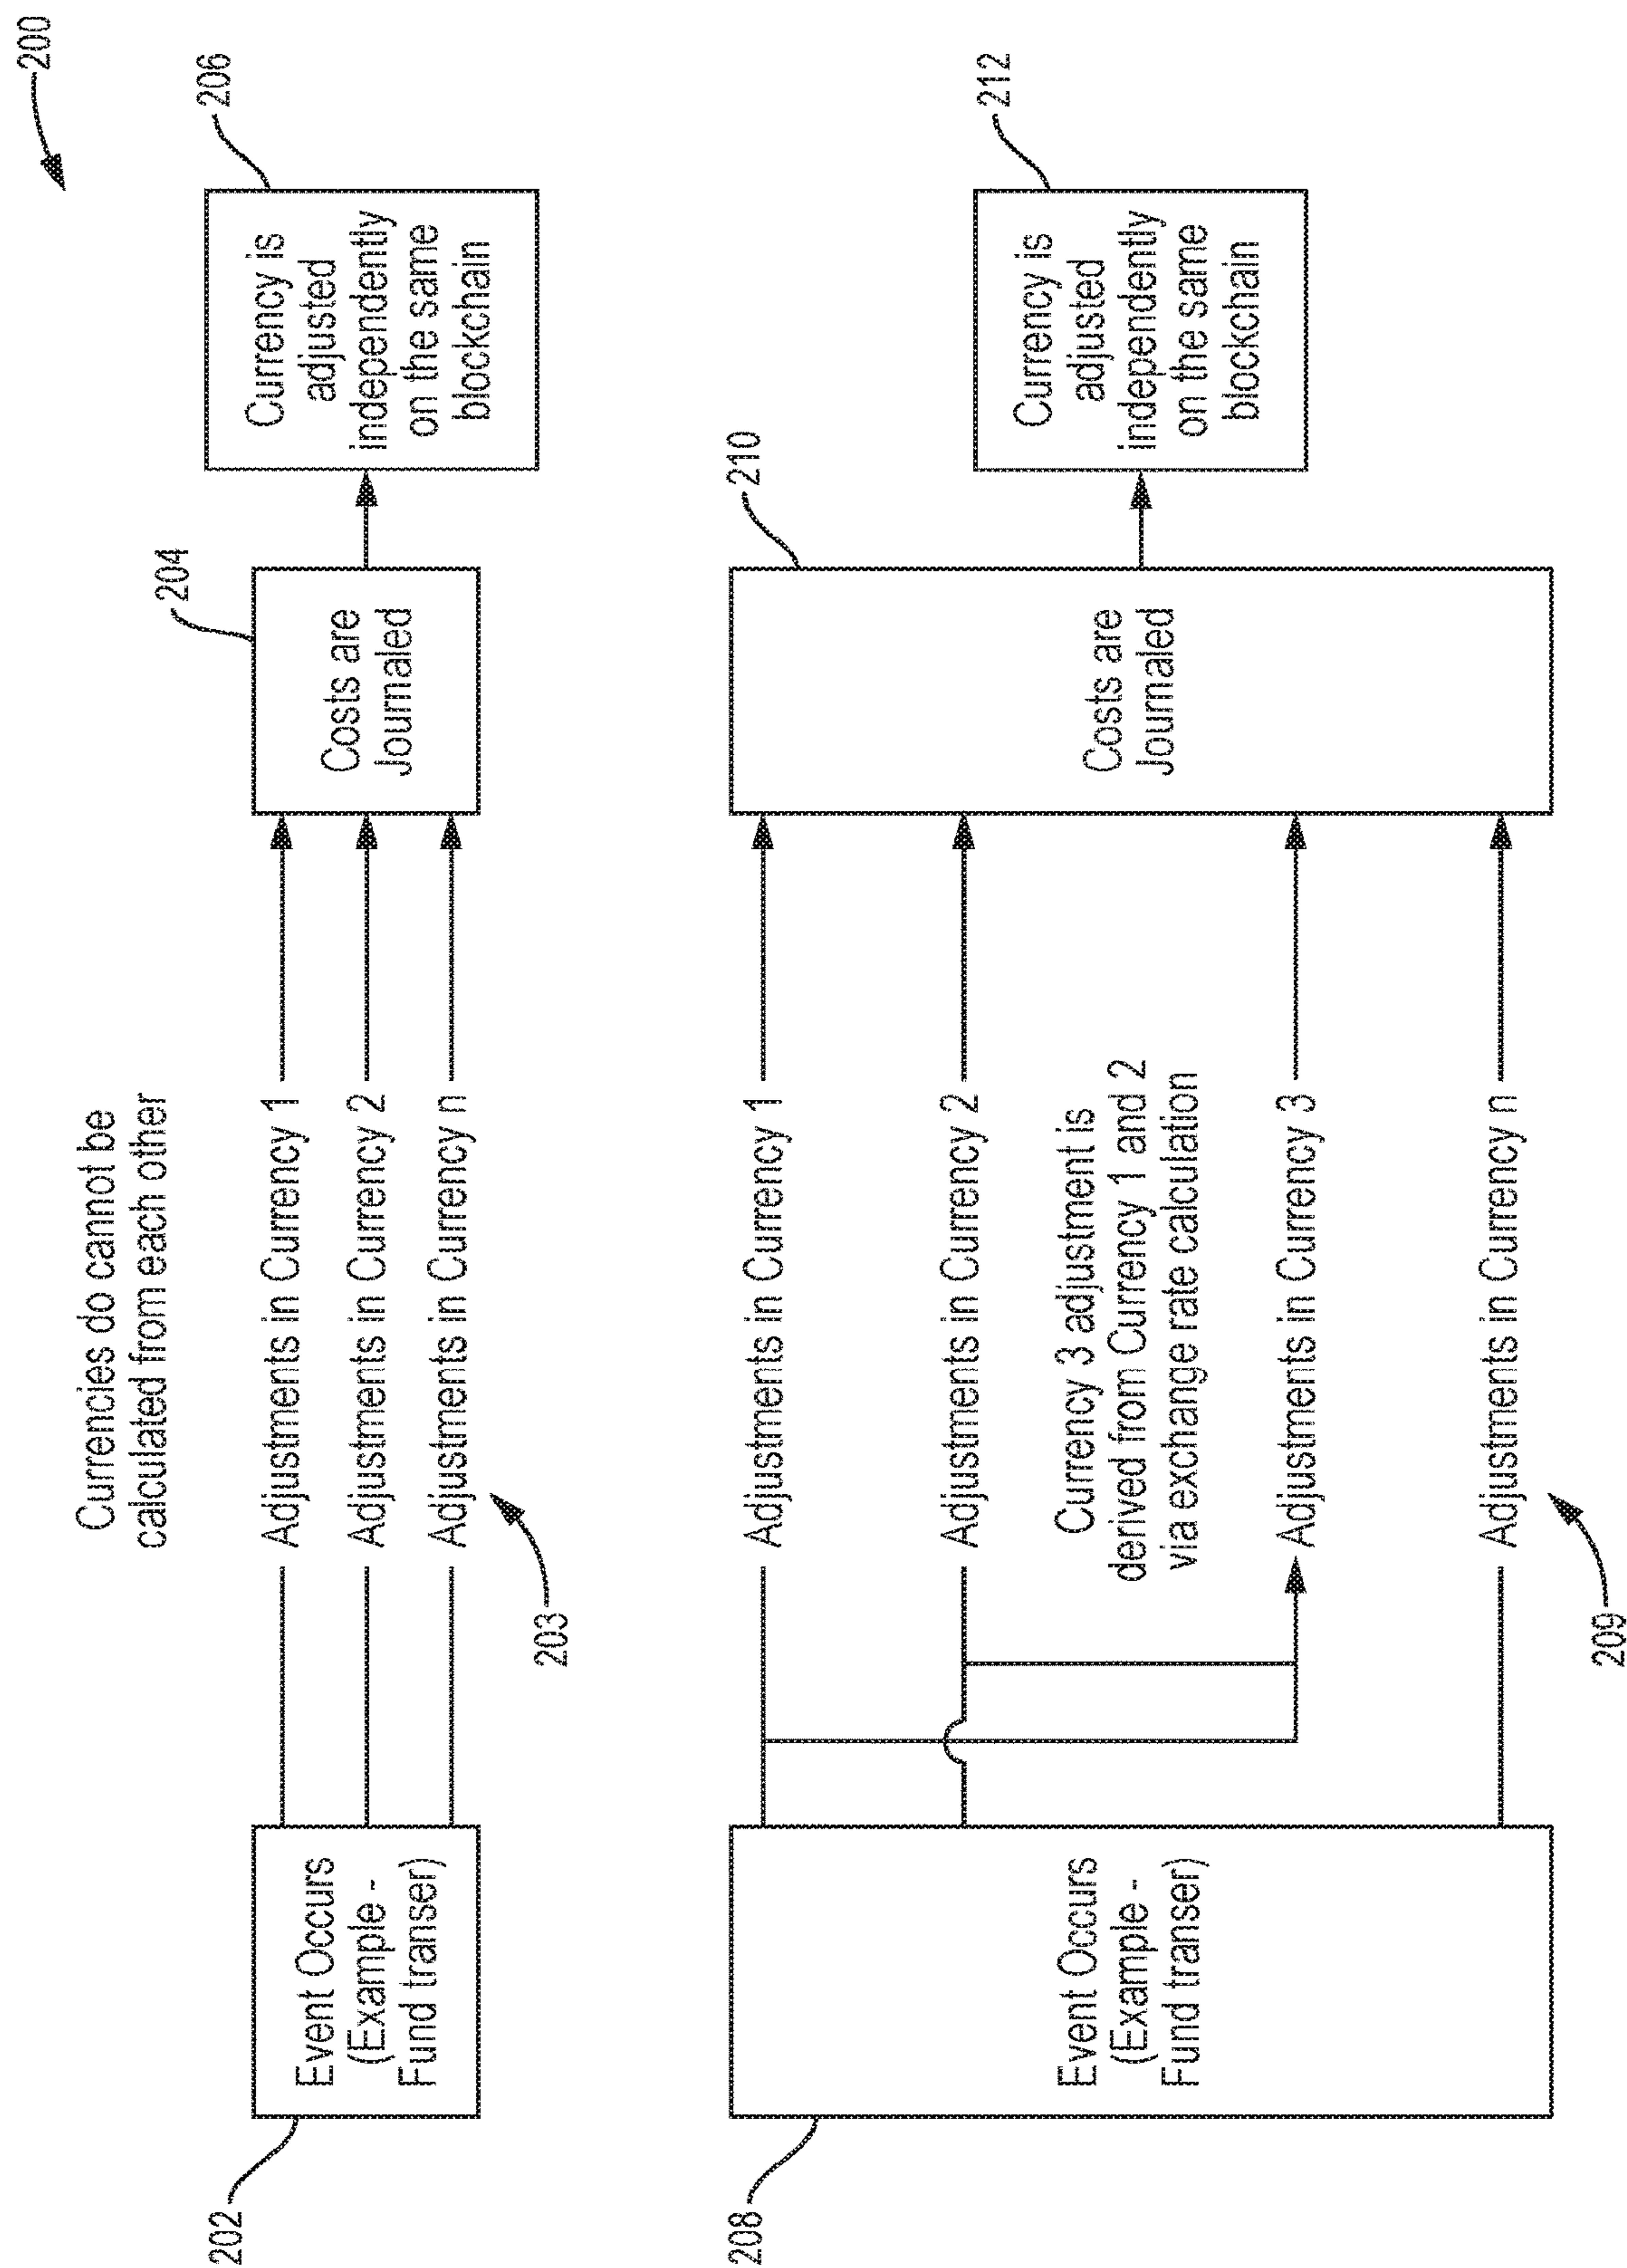 200
Currencies do cannot be
calculated from each other
202
Event Occurs
(Example -
Fund transer)
Adjustments in Currency 1
Adjustments in Currency 2
Adjustments in Currency n
203
204
Costs are
Journaled
206
Currency is
adjusted
independently
on the same
blockchain
208
Event Occurs
(Example -
Fund transer)
Adjustments in Currency 1
Adjustments in Currency 2
Currency 3 adjustment is
derived from Currency 1 and 2
via exchange rate calculation
Adjustments in Currency 3
Adjustments in Currency n
209
210
Costs are
Journaled
212
Currency is
adjusted
independently
on the same
blockchain